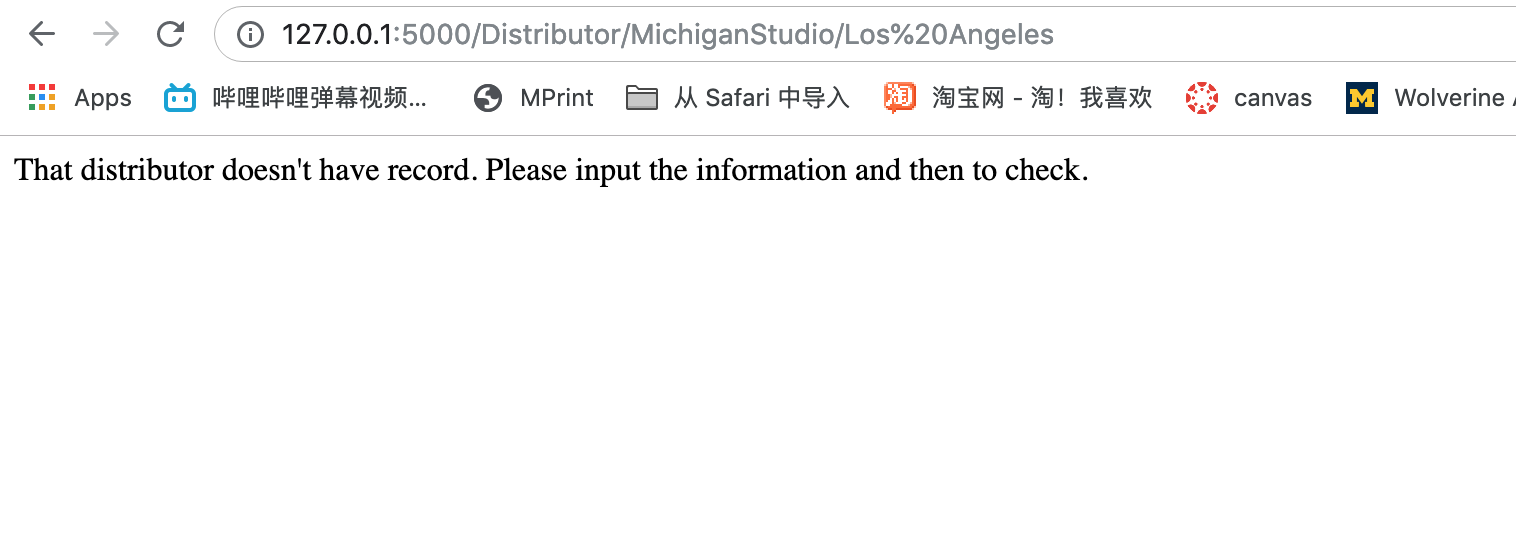 127.0.0.1:5000/Distributor/MichiganStudio/Los%20Angeles
Apps 哔哩哔哩弹幕视频... MPrint 从 Safari 中导入 淘 淘宝网 - 淘！我喜欢 canvas M Wolverine
That distributor doesn't have record. Please input the information and then to check.